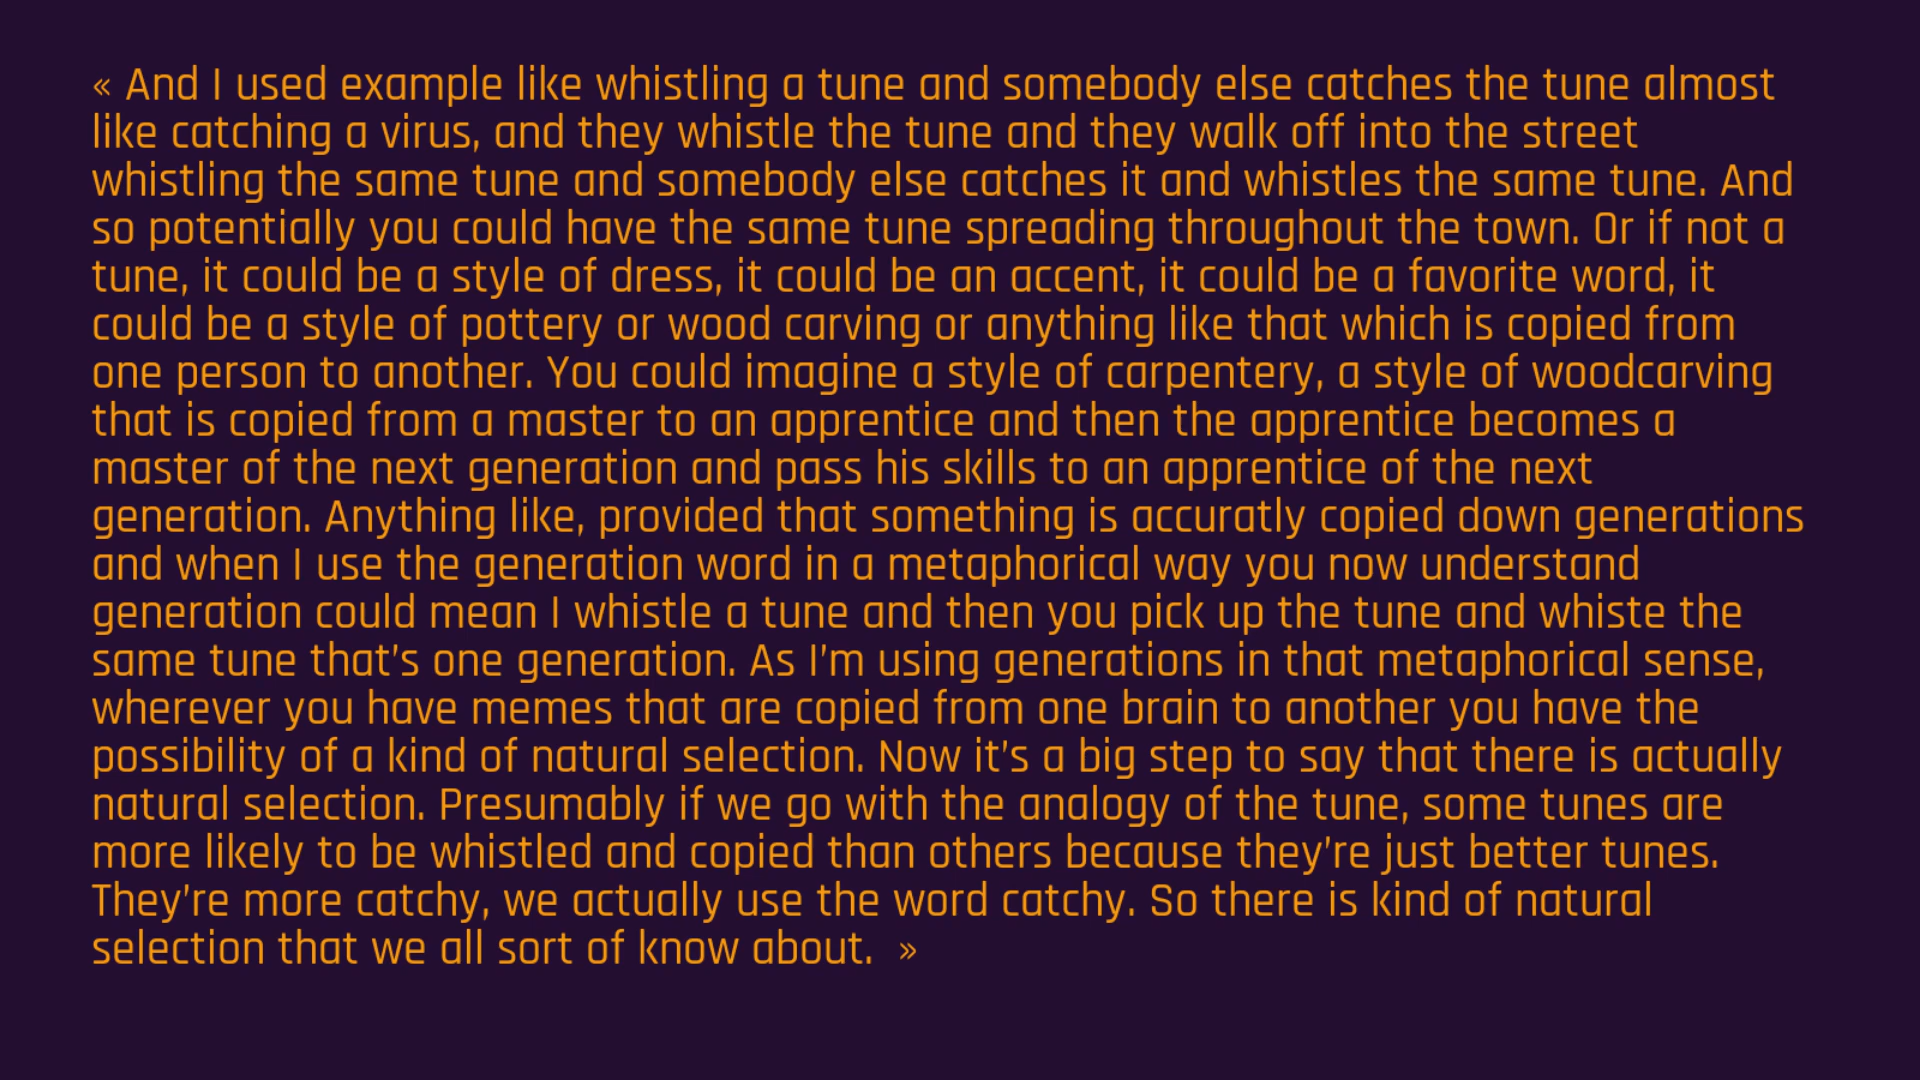 « And I used example like whistling a tune and somebody else catches the tune almost
like catching a virus, and they whistle the tune and they walk off into the street
whistling the same tune and somebody else catches it and whistles the same tune. And
so potentially you could have the same tune spreading throughout the town. Or if not a
tune, it could be a style of dress, it could be an accent, it could be a favorite word, it
could be a style of pottery or wood carving or anything like that which is copied from
one person to another. You could imagine a style of carpentery, a style of woodcarving
that is copied from a master to an apprentice and then the apprentice becomes a
master of the next generation and pass his skills to an apprentice of the next
generation. Anything like, provided that something is accuratly copied down generations
and when I use the generation word in a metaphorical way you now understand
generation could mean I whistle a tune and then you pick up the tune and whiste the
same tune that's one generation. As I'm using generations in that metaphorical sense,
wherever you have memes that are copied from one brain to another you have the
possibility of a kind of natural selection. Now it's a big step to say that there is actually
natural selection. Presumably if we go with the analogy of the tune, some tunes are
more likely to be whistled and copied than others because they're just better tunes.
They're more catchy, we actually use the word catchy. So there is kind of natural
selection that we all sort of know about.  »